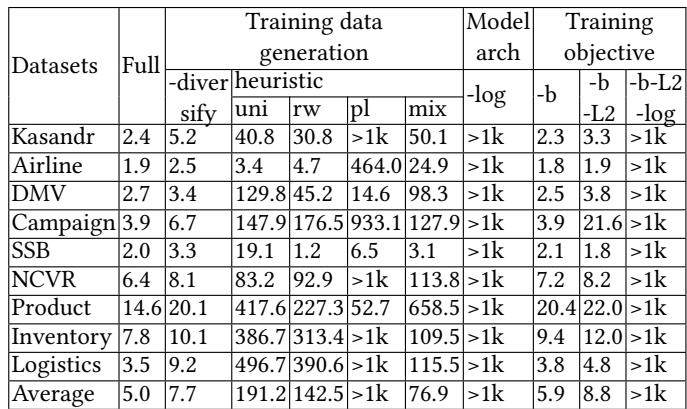 Datasets Full Training data generation Model arch Training objective
-diver sify heuristic -log -b -b -L2 -b-L2 -log
uni rw pl mix
Kasandr 2.4 5.2 40.8 30.8 >1k 50.1 >1k 2.3 3.3 >1k
Airline 1.9 2.5 3.4 4.7 464.0 24.9 >1k 1.8 1.9 >1k
DMV 2.7 3.4 129.8 45.2 14.6 98.3 >1k 2.5 3.8 >1k
Campaign 3.9 6.7 147.9 176.5 933.1 127.9 >1k 3.9 21.6 >1k
SSB 2.0 3.3 19.1 1.2 6.5 3.1 >1k 2.1 1.8 >1k
NCVR 6.4 8.1 83.2 92.9 >1k 113.8 >1k 7.2 8.2 >1k
Product 14.6 20.1 417.6 227.3 52.7 658.5 >1k 20.4 22.0 >1k
Inventory 7.8 10.1 386.7 313.4 >1k 109.5 >1k 9.4 12.0 >1k
Logistics 3.5 9.2 496.7 390.6 >1k 115.5 >1k 3.8 4.8 >1k
Average 5.0 7.7 191.2 142.5 >1k 76.9 >1k 5.9 8.8 >1k